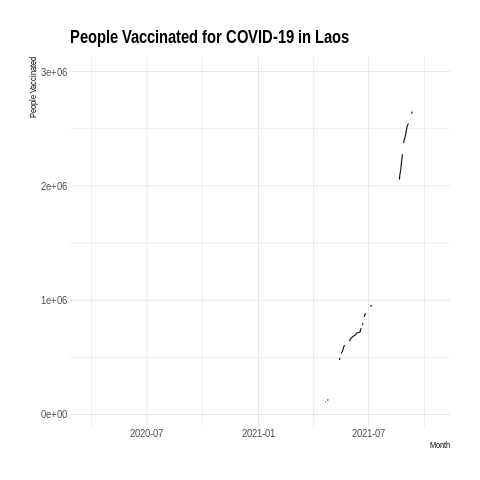 People Vaccinated for COVID-19 in Laos
People Vaccinated
3e+06
2e+06
1e+06
0e+00
2020-07
2021-01
2021-07
Month